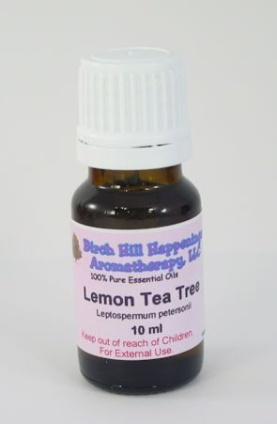 Birch Hill Happenings
Aromatherapy, LLC
100% Pure Essential Oils
Lemon Tea Tree
Leptospermum petersonii
10 ml
Keep out of reach of Children.
For External Use.